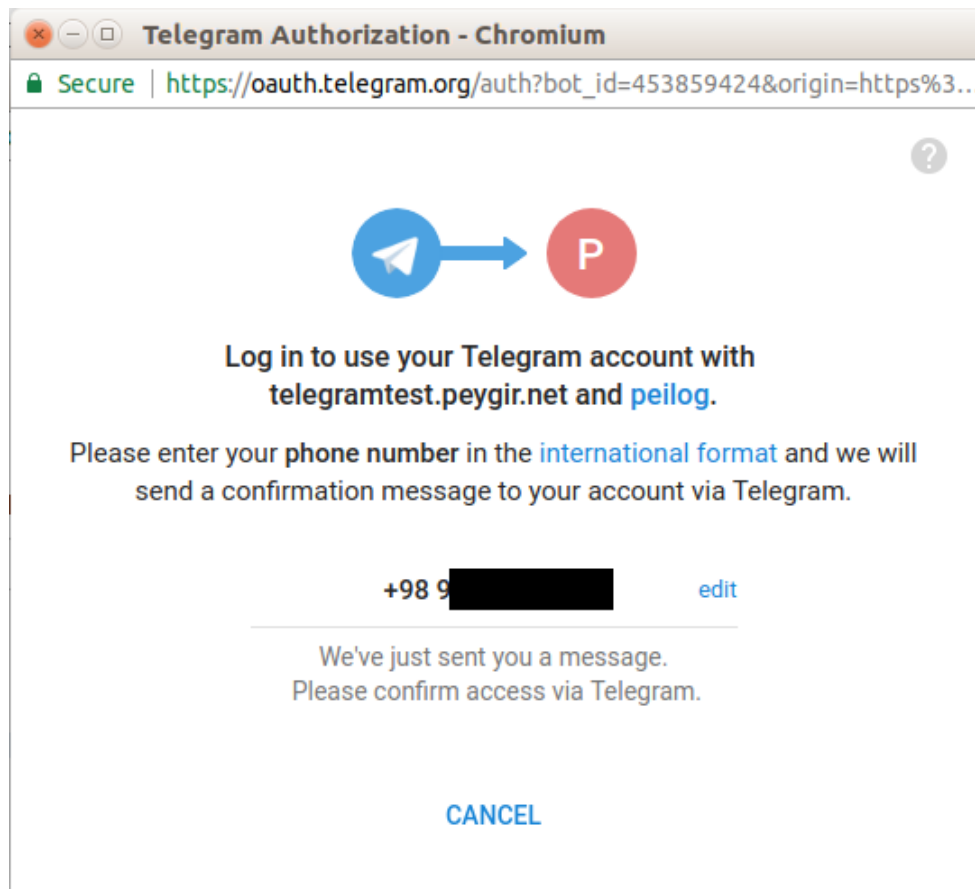 Telegram Authorization - Chromium
Secure | https://oauth.telegram.org/auth?bot_id=453859424&origin=https%3...
?
P
Log in to use your Telegram account with
telegramtest.peygir.net and peilog.
Please enter your phone number in the international format and we will
send a confirmation message to your account via Telegram.
+98 9 edit
We've just sent you a message.
Please confirm access via Telegram.
CANCEL